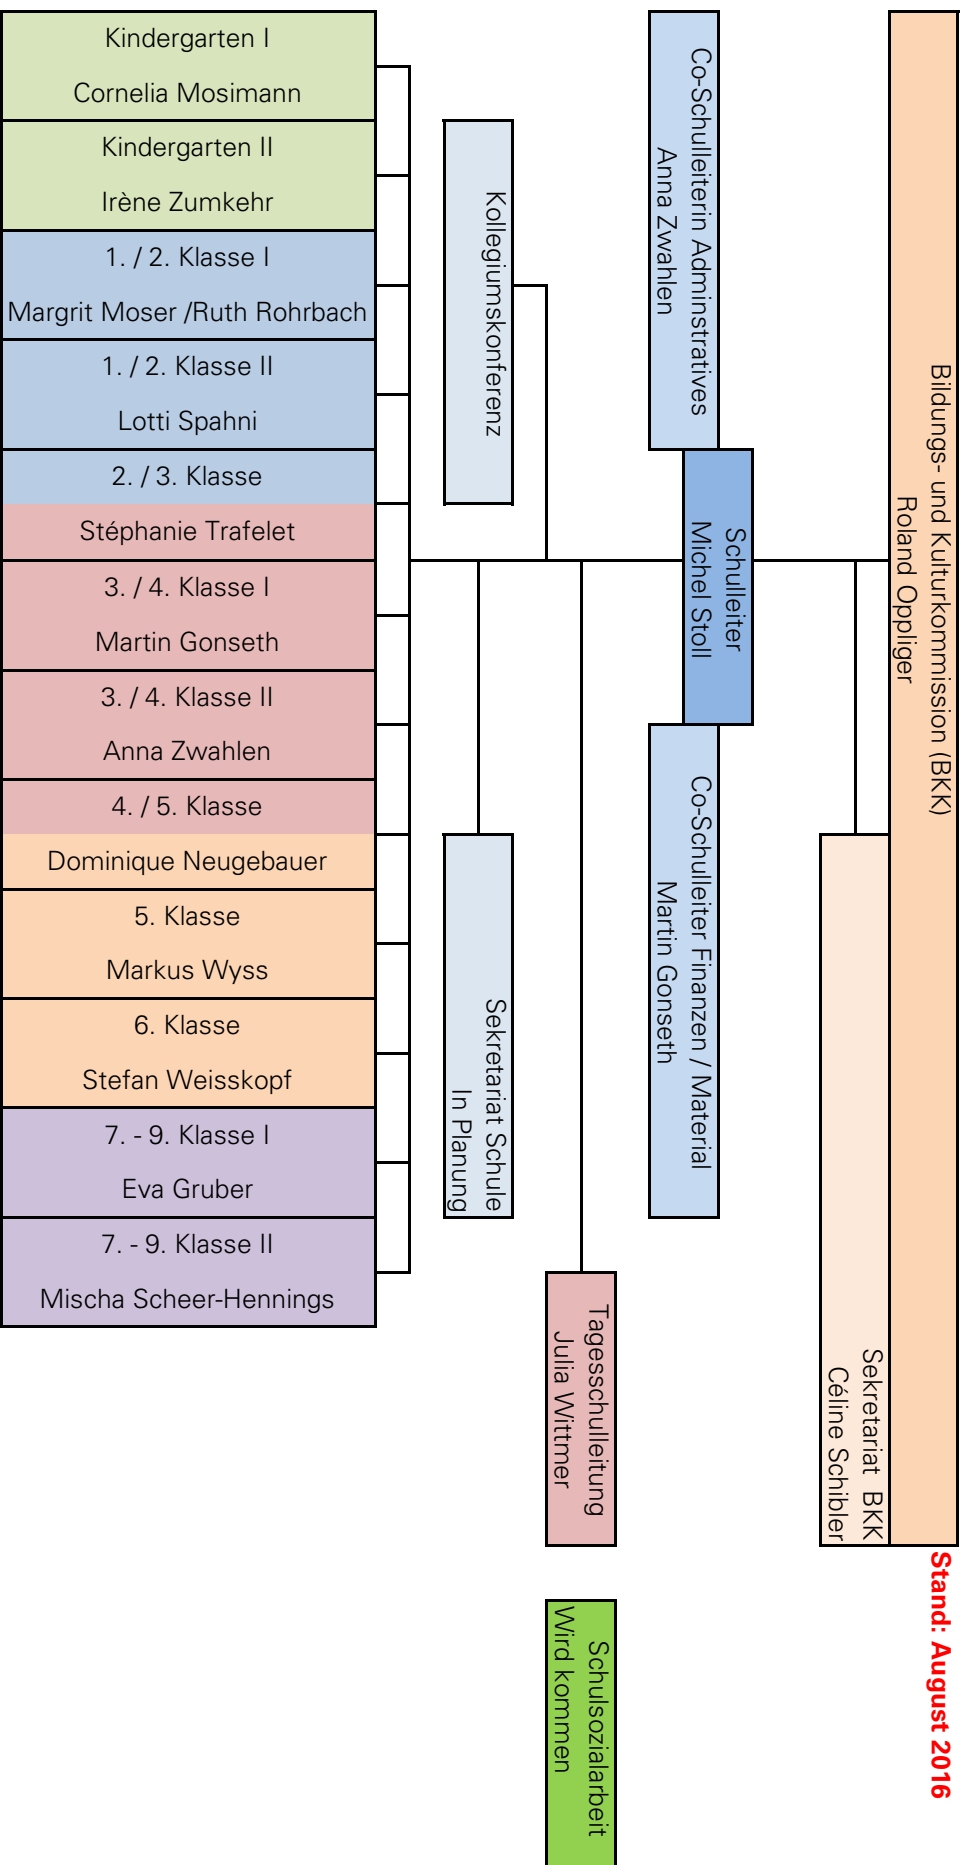 Stand: August 2016
Bildungs- und Kulturkommission (BKK)
Roland Oppliger
Sekretariat BKK
Céline Schibler
Schulleiter
Michel Stoll
Co-Schulleiterin Adminstratives
Anna Zwahlen
Co-Schulleiter Finanzen / Material
Martin Gonseth
Tagesschulleitung
Julia Wittmer
Schulsozialarbeit
Wird kommen
Kollegiumskonferenz
Sekretariat Schule
In Planung
Kindergarten I
Cornelia Mosimann
Kindergarten II
Irène Zumkehr
1. / 2. Klasse I
Margrit Moser /Ruth Rohrbach
1. / 2. Klasse II
Lotti Spahni
2. / 3. Klasse
Stéphanie Trafelet
3. / 4. Klasse I
Martin Gonseth
3. / 4. Klasse II
Anna Zwahlen
4. / 5. Klasse
Dominique Neugebauer
5. Klasse
Markus Wyss
6. Klasse
Stefan Weisskopf
7. - 9. Klasse I
Eva Gruber
7. - 9. Klasse II
Mischa Scheer-Hennings